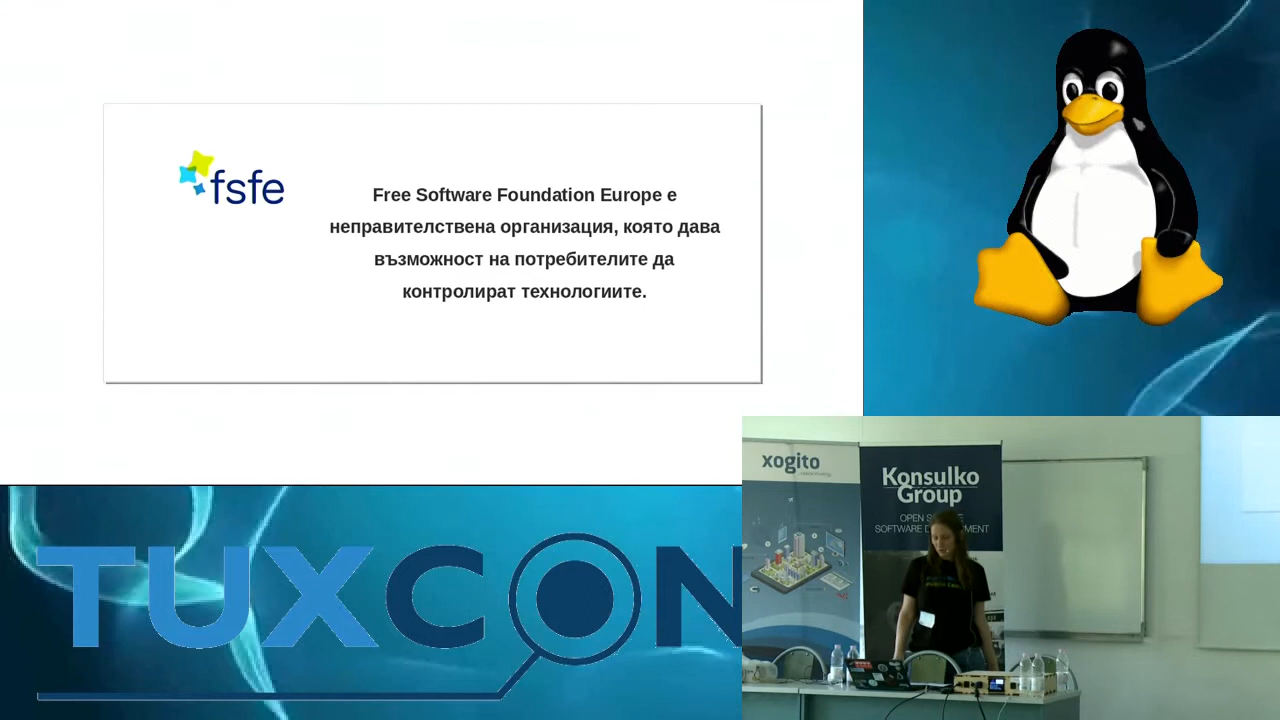 fsfe
Free Software Foundation Europe е
неправителствена организация, която дава
възможност на потребителите да
контролират технологиите.
TUXCON
xogito
Konsulko
Group
OPEN
SOFTWARE